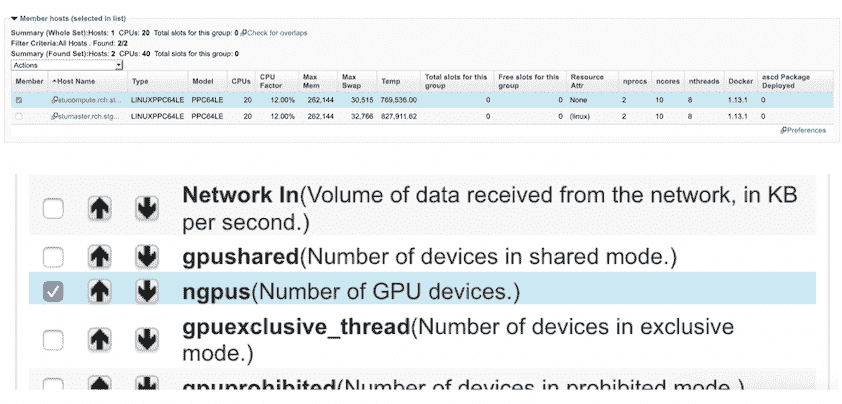 Member hosts (selected in list)
Summary (Whole Set):Hosts: 1 CPUs: 20 Total slots for this group: 0 Check for overlaps
Filter Criteria:All Hosts . Found: 2/2
Summary (Found Set):Hosts: 2 CPUs: 40 Total slots for this group: 0
Actions
Member Host Name Type Model CPUs CPU Factor Max Mem Max Swap Temp Total slots for this group Free slots for this group Resource Attr nprocs ncores nthreads Docker ascd Package Deployed
stucompute.rch.st... LINUXPPC64LE PPC64LE 20 12.00% 262,144 30,515 769,536.00 0 0 None 2 10 8 1.13.1 0
stumaster.rch.stg... LINUXPPC64LE PPC64LE 20 12.00% 262,144 32,766 827,911.62 0 0 (linux) 2 10 8 1.13.1 0
Preferences
Network In(Volume of data received from the network, in KB
per second.)
gpushared(Number of devices in shared mode.)
ngpus(Number of GPU devices.)
gpuexclusive_thread(Number of devices in exclusive
mode.)
gpuprohibited(Number of devices in prohibited mode.)